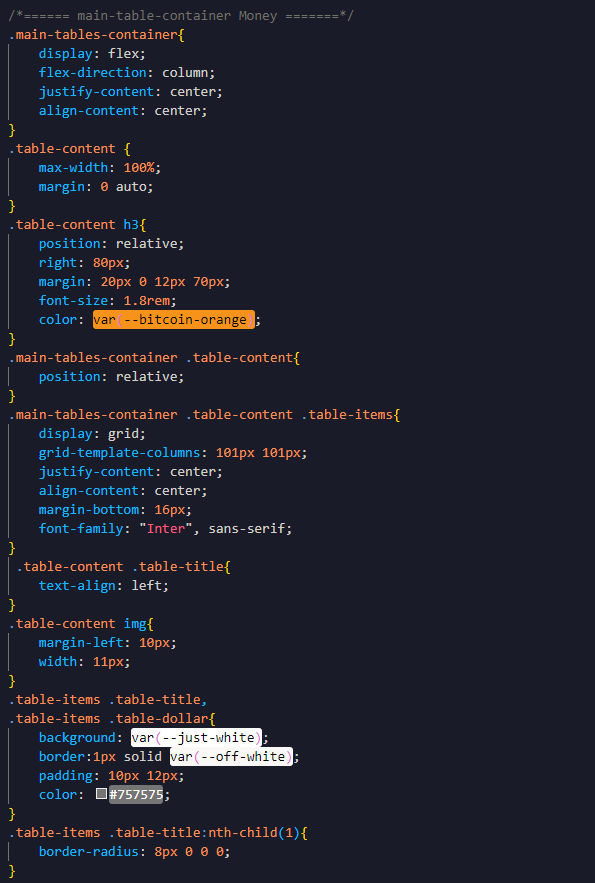 /*====== main-table-container Money =======*/
.main-tables-container{
    display: flex;
    flex-direction: column;
    justify-content: center;
    align-content: center;
}
.table-content {
    max-width: 100%;
    margin: 0 auto;
}
.table-content h3{
    position: relative;
    right: 80px;
    margin: 20px 0 12px 70px;
    font-size: 1.8rem;
    color: var(--bitcoin-orange);
}
.main-tables-container .table-content{
    position: relative;
}
.main-tables-container .table-content .table-items{
    display: grid;
    grid-template-columns: 101px 101px;
    justify-content: center;
    align-content: center;
    margin-bottom: 16px;
    font-family: "Inter", sans-serif;
}
 .table-content .table-title{
    text-align: left;
}
.table-content img{
    margin-left: 10px;
    width: 11px;
}
.table-items .table-title,
.table-items .table-dollar{
    background: var(--just-white);
    border:1px solid var(--off-white);
    padding: 10px 12px;
    color: #757575;
}
.table-items .table-title:nth-child(1){
    border-radius: 8px 0 0 0;
}